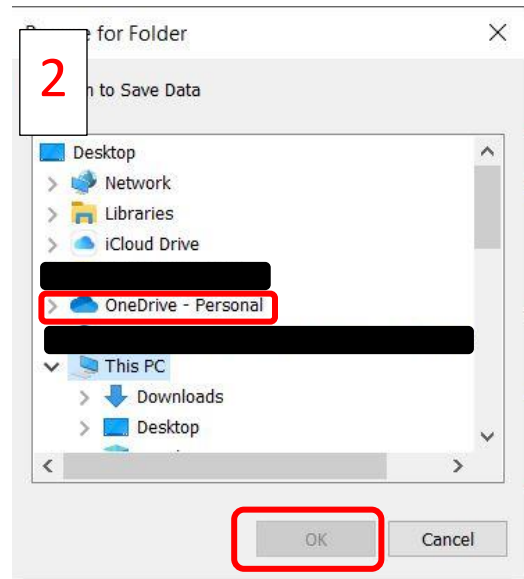 for Folder
2
to Save Data
Desktop
Network
Libraries
iCloud Drive
OneDrive - Personal
This PC
Downloads
Desktop
OK Cancel